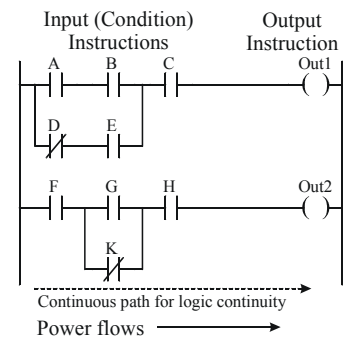 Input (Condition) Output
Instructions Instruction
A B C Out1
D E
F G H Out2
K
Continuous path for logic continuity
Power flows